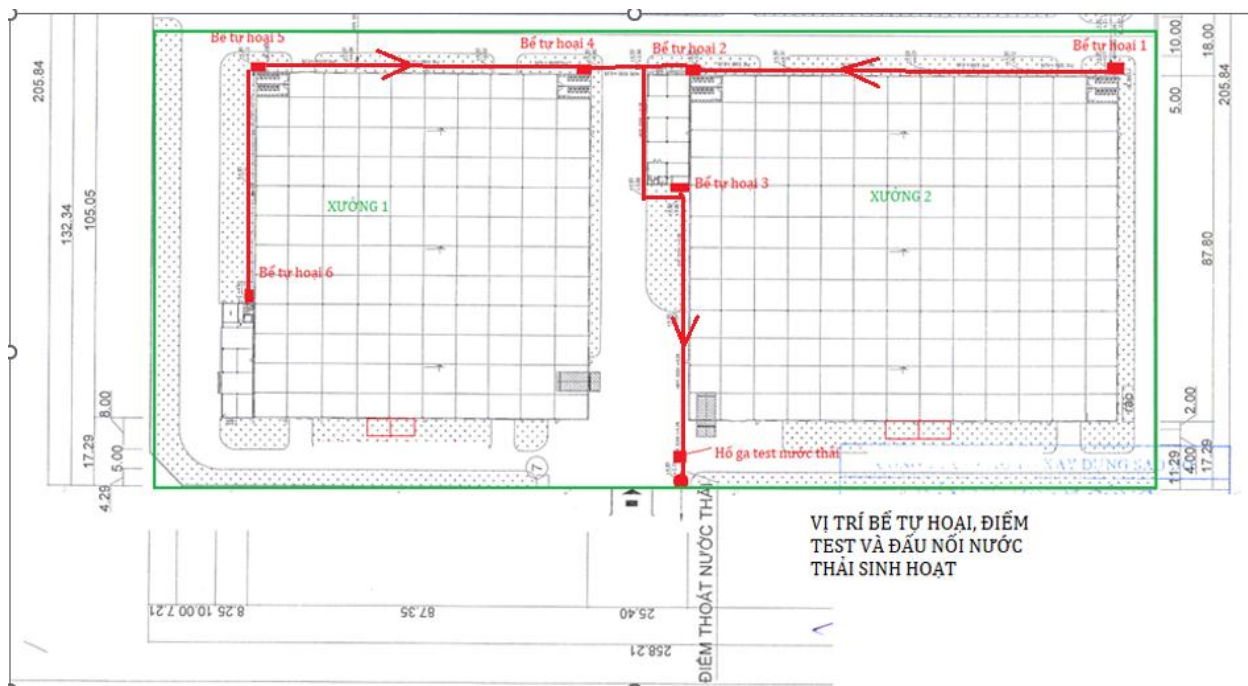 Bể tự hoại 5
Bể tự hoại 4
Bể tự hoại 2
Bể tự hoại 1
10.00
18.00
205.84
205.84
5.00
132.34
105.05
XƯỞNG 1
Bể tự hoại 3
XƯỞNG 2
87.80
Bể tự hoại 6
8.00
2.00
17.29
5.00
4.29
Hố ga test nước thải
7
XÂY DỰNG SAO
1.29
4.00
17.29
VỊ TRÍ BỂ TỰ HOẠI, ĐIỂM
TEST VÀ ĐẤU NỐI NƯỚC
THẢI SINH HOẠT
ĐIỂM THOÁT NƯỚC THẢI
7.21
10.00
8.25
87.35
25.40
258.21